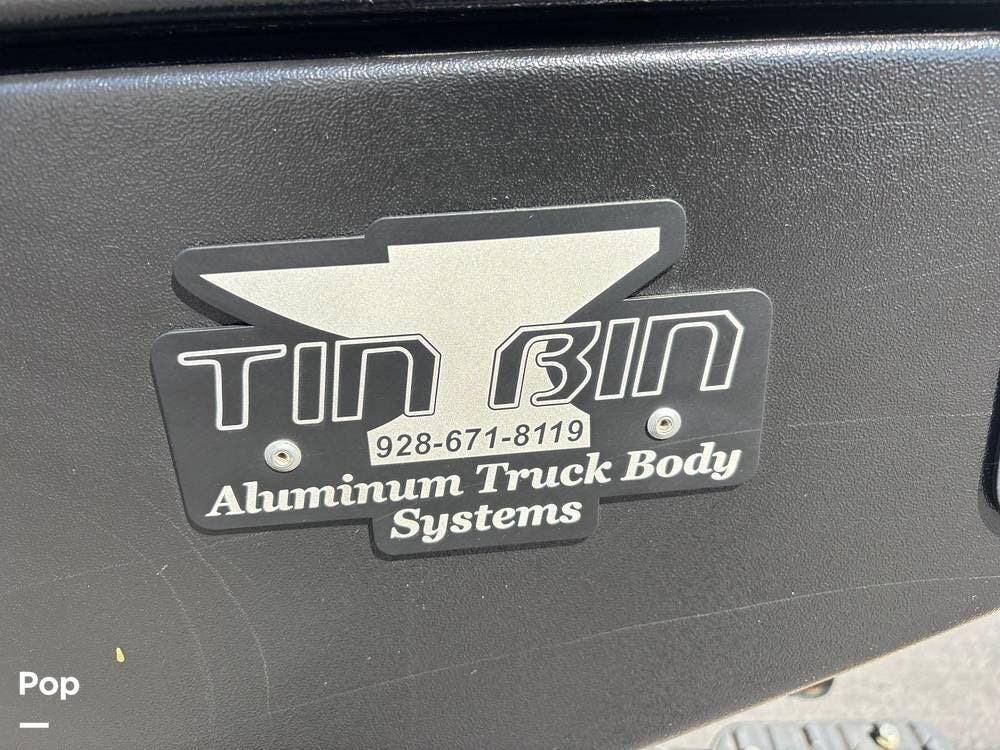 TIN BIN
928-671-8119
Aluminum Truck Body
Systems
Pop